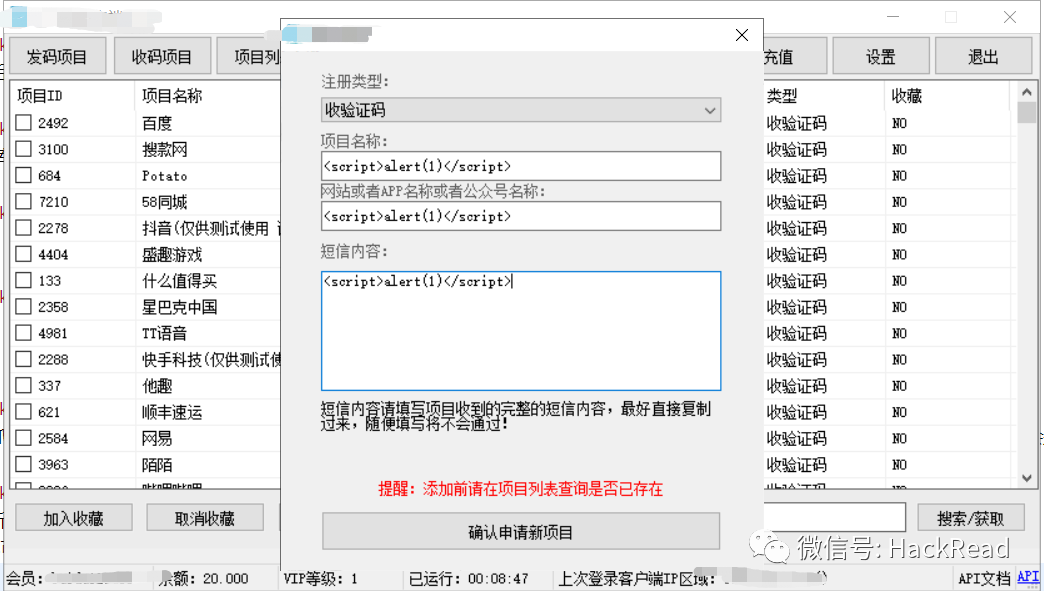 发码项目 收码项目 项目列 充值 设置 退出
项目ID 项目名称 类型 收藏
2492 百度 收验证码 NO
3100 搜款网 收验证码 NO
684 Potato 收验证码 NO
7210 58同城 收验证码 NO
2278 抖音(仅供测试使用 收验证码 NO
4404 盛趣游戏 收验证码 NO
133 什么值得买 收验证码 NO
2358 星巴克中国 收验证码 NO
4981 TT语音 收验证码 NO
2288 快手科技(仅供测试使 收验证码 NO
337 他趣 收验证码 NO
621 顺丰速运 收验证码 NO
2584 网易 收验证码 NO
3963 陌陌 收验证码 NO
注册类型：
收验证码
项目名称：
<script>alert(1)</script>
网站或者APP名称或者公众号名称：
<script>alert(1)</script>
短信内容：
<script>alert(1)</script>
短信内容请填写项目收到的完整的短信内容，最好直接复制
过来，随便填写将不会通过！
提醒：添加前请在项目列表查询是否已存在
确认申请新项目
加入收藏 取消收藏 搜索/获取
微信号: HackRead
会员： 余额：20.000 VIP等级：1 已运行：00:08:47 上次登录客户端IP区域： API文档 API